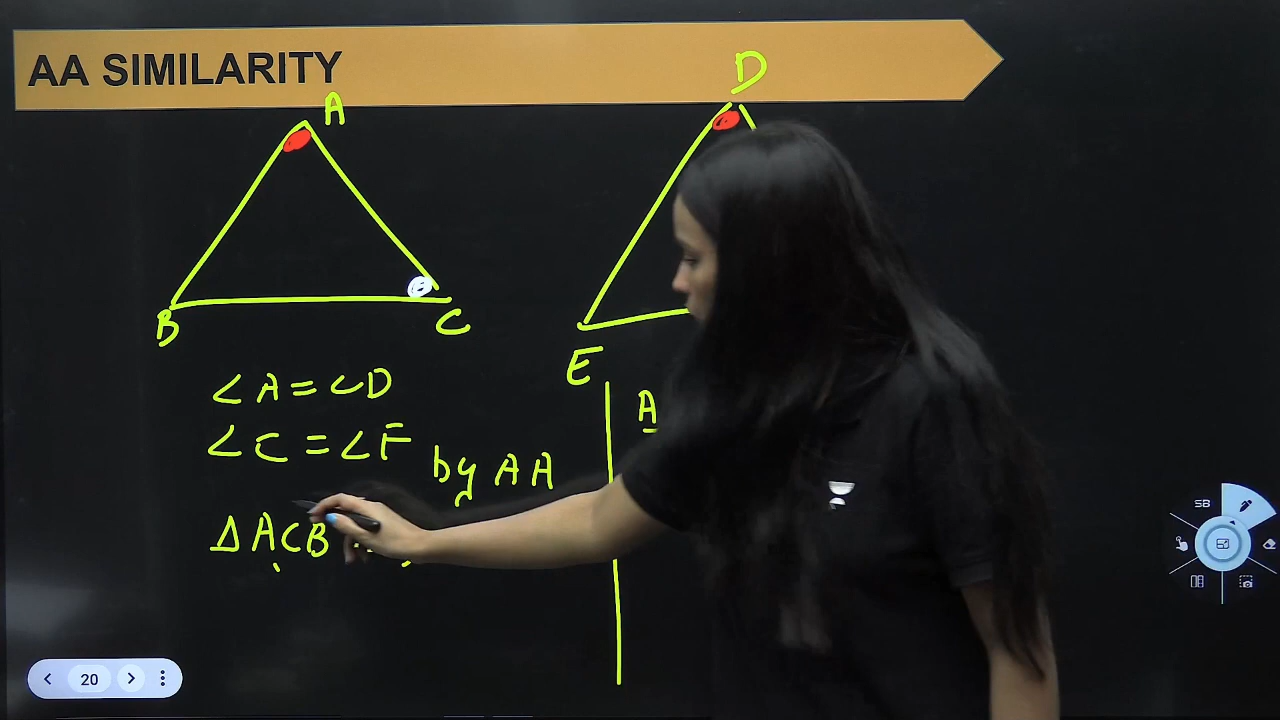 AA SIMILARITY
A
D
B
C
E
∠A = ∠D
∠C = ∠F
by AA
A
ΔACB
SB
20